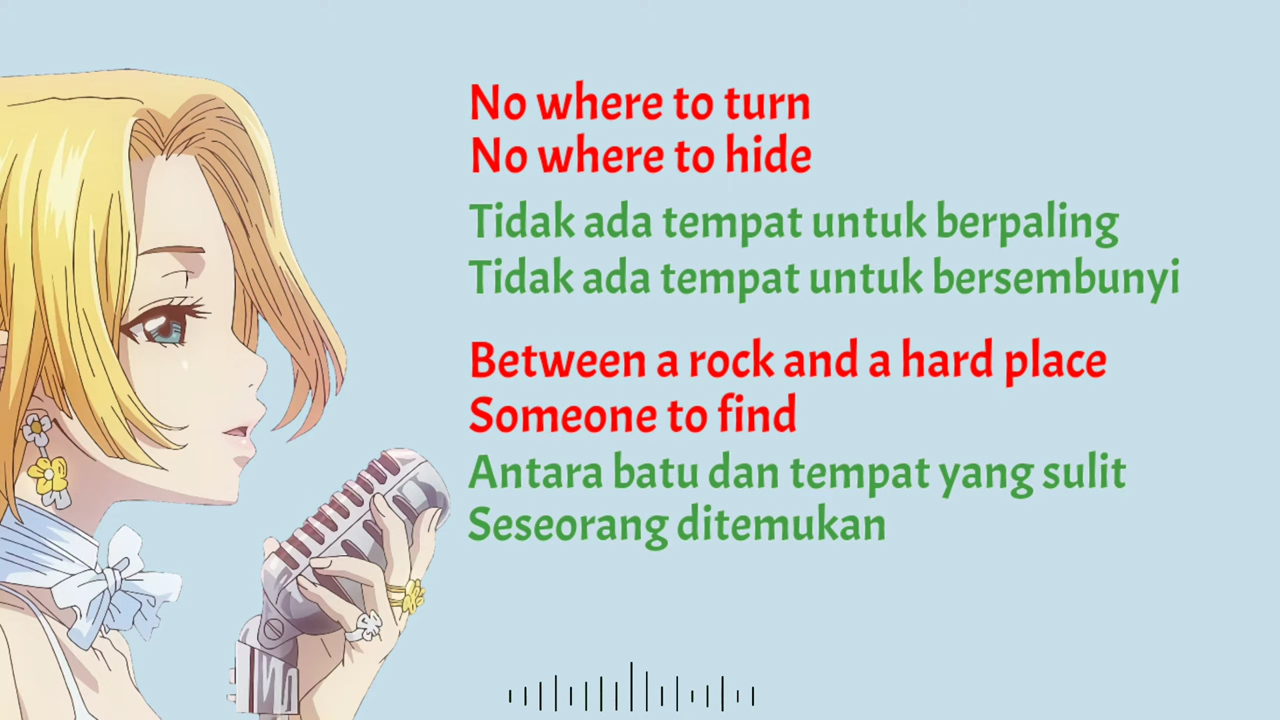 No where to turn
No where to hide
Tidak ada tempat untuk berpaling
Tidak ada tempat untuk bersembunyi
Between a rock and a hard place
Someone to find
Antara batu dan tempat yang sulit
Seseorang ditemukan